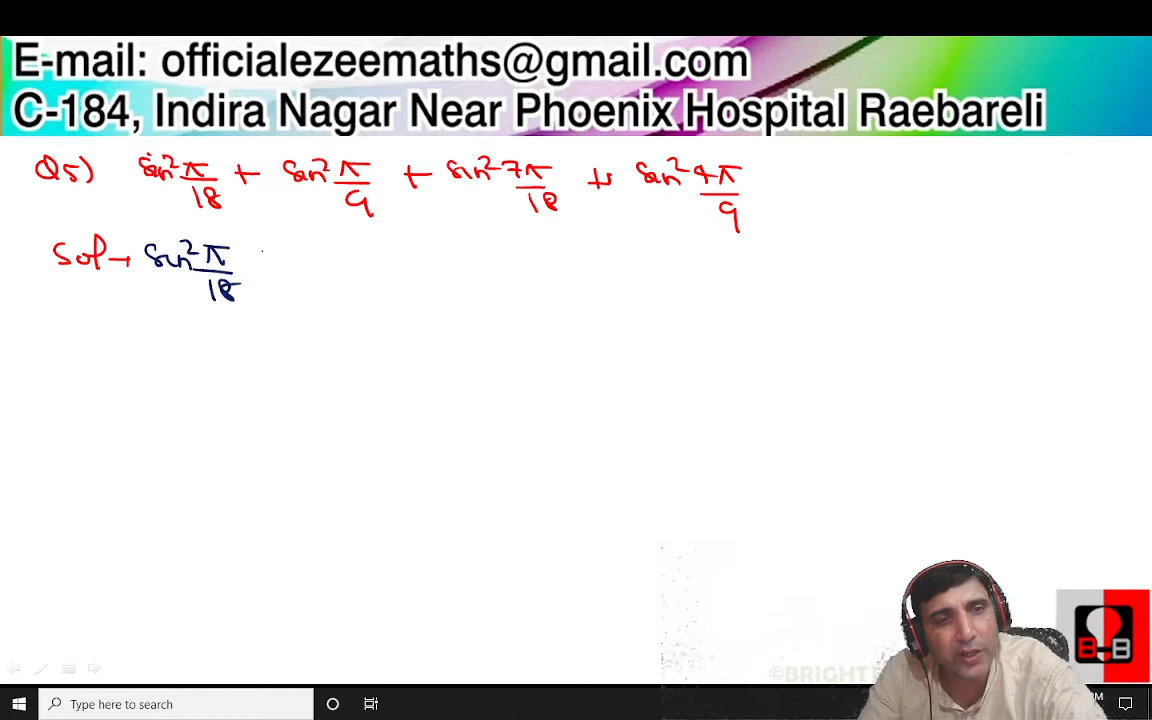 E-mail: officialezeemaths@gmail.com
C-184, Indira Nagar Near Phoenix Hospital Raebareli
Q5) sin²π/18 + sin²π/9 + sin²7π/18 + sin²4π/9
Sol→ sin²π/18
B B
©BRIGHT
Type here to search